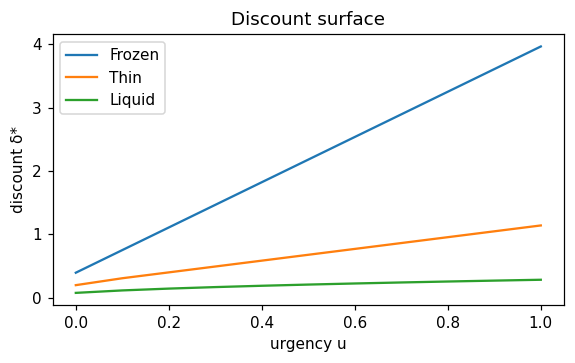 Discount surface
Frozen
Thin
Liquid
discount δ*
4
3
2
1
0
0.0 0.2 0.4 0.6 0.8 1.0
urgency u